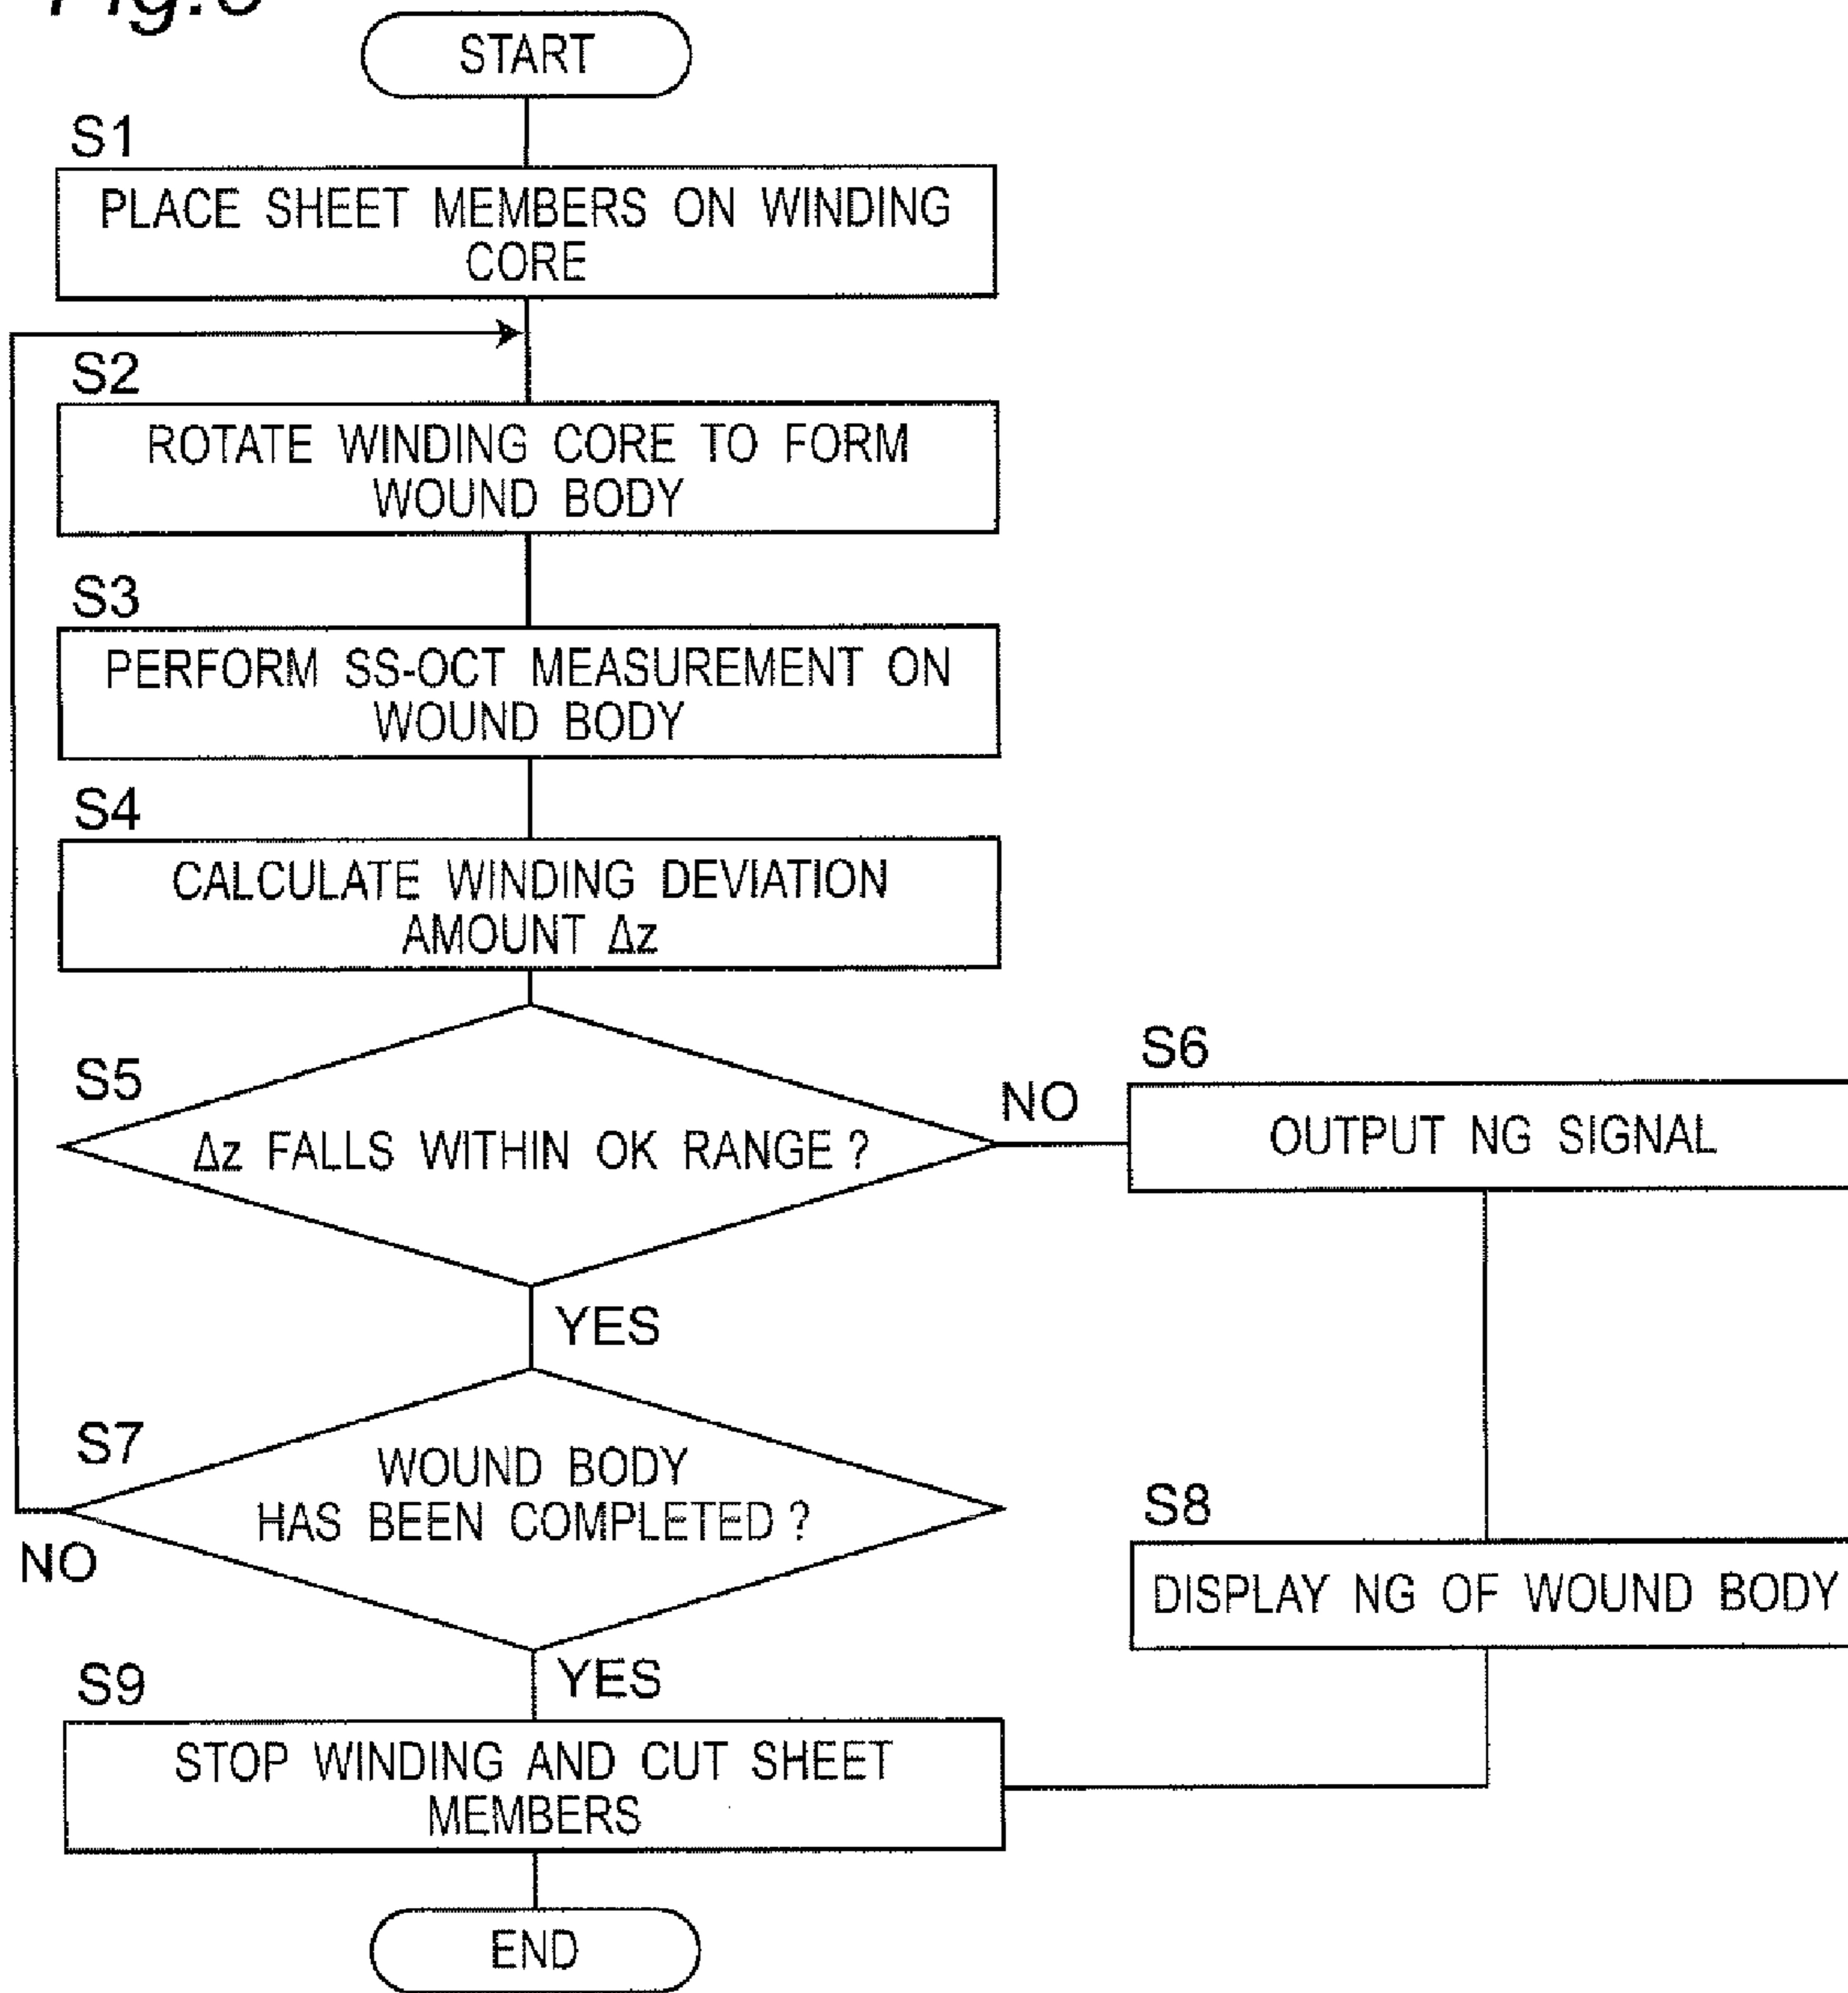 START
S1
PLACE SHEET MEMBERS ON WINDING
CORE
S2
ROTATE WINDING CORE TO FORM
WOUND BODY
S3
PERFORM SS-OCT MEASUREMENT ON
WOUND BODY
S4
CALCULATE WINDING DEVIATION
AMOUNT Δz
S5
Δz FALLS WITHIN OK RANGE ?
NO
S6
OUTPUT NG SIGNAL
YES
S7
WOUND BODY
HAS BEEN COMPLETED ?
NO
S8
DISPLAY NG OF WOUND BODY
YES
S9
STOP WINDING AND CUT SHEET
MEMBERS
END